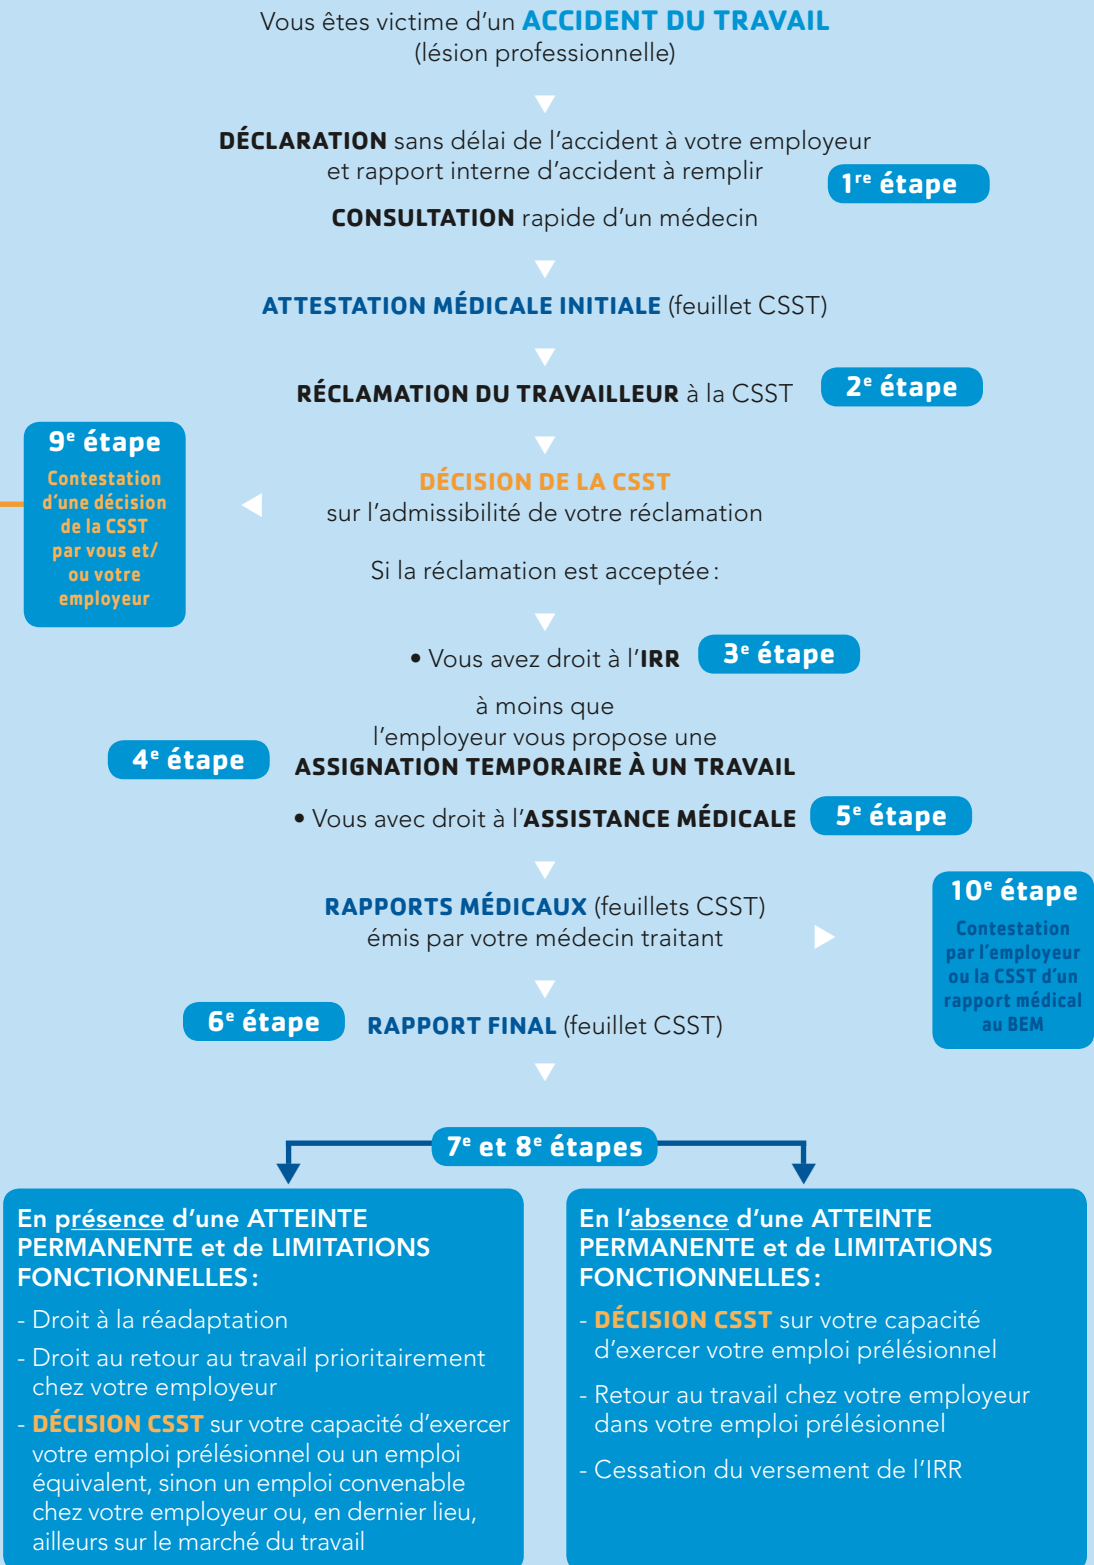 Vous êtes victime d'un ACCIDENT DU TRAVAIL
(lésion professionnelle)
DÉCLARATION sans délai de l'accident à votre employeur
et rapport interne d'accident à remplir
1re étape
CONSULTATION rapide d'un médecin
ATTESTATION MÉDICALE INITIALE (feuillet CSST)
RÉCLAMATION DU TRAVAILLEUR à la CSST
2e étape
9e étape
Contestation
d'une décision
de la CSST
par vous et/
ou votre
employeur
DÉCISION DE LA CSST
sur l'admissibilité de votre réclamation
Si la réclamation est acceptée :
• Vous avez droit à l'IRR
3e étape
à moins que
l'employeur vous propose une
4e étape
ASSIGNATION TEMPORAIRE À UN TRAVAIL
• Vous avec droit à l'ASSISTANCE MÉDICALE
5e étape
RAPPORTS MÉDICAUX (feuillets CSST)
émis par votre médecin traitant
10e étape
Contestation
par l'employeur
ou la CSST d'un
rapport médical
au BEM
6e étape
RAPPORT FINAL (feuillet CSST)
7e et 8e étapes
En présence d'une ATTEINTE
PERMANENTE et de LIMITATIONS
FONCTIONNELLES :
- Droit à la réadaptation
- Droit au retour au travail prioritairement
chez votre employeur
- DÉCISION CSST sur votre capacité d'exercer
votre emploi prélésionnel ou un emploi
équivalent, sinon un emploi convenable
chez votre employeur ou, en dernier lieu,
ailleurs sur le marché du travail
En l'absence d'une ATTEINTE
PERMANENTE et de LIMITATIONS
FONCTIONNELLES :
- DÉCISION CSST sur votre capacité
d'exercer votre emploi prélésionnel
- Retour au travail chez votre employeur
dans votre emploi prélésionnel
- Cessation du versement de l'IRR